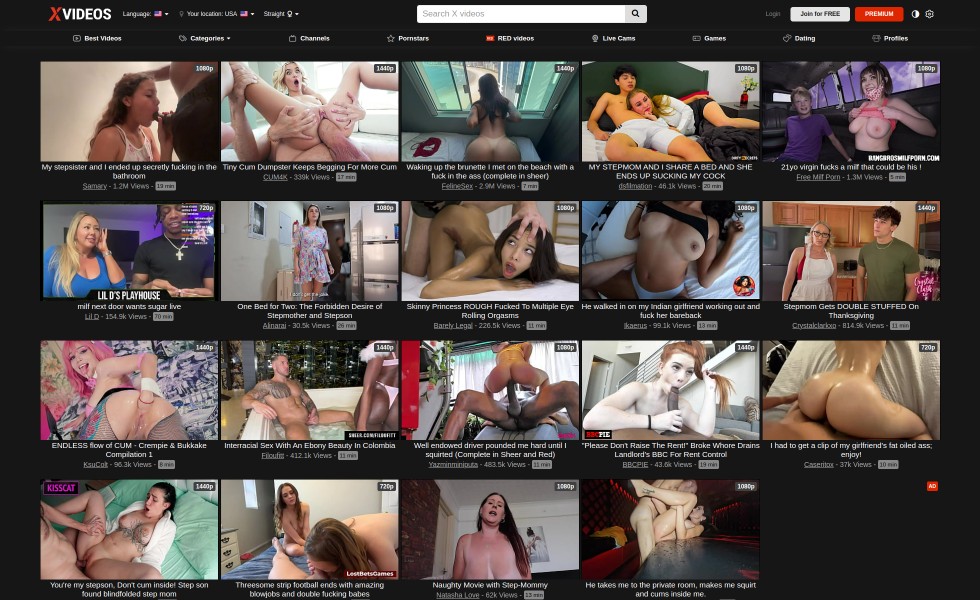 XVIDEOS
Language:
Your location: USA
Straight
Search X videos
Login
Join for FREE
PREMIUM
Best Videos
Categories
Channels
Pornstars
RED videos
Live Cams
Games
Dating
Profiles
1080p
1440p
1440p
1080p
1080p
BANGBROSMILFPORN.COM
My stepsister and I ended up secretly fucking in the
bathroom
Samary - 1.2M Views - 19 min
Tiny Cum Dumpster Keeps Begging For More Cum
CUM4K - 339k Views - 17 min
Waking up the brunette I met on the beach with a
fuck in the ass (complete in sheer)
FelineSex - 2.9M Views - 7 min
MY STEPMOM AND I SHARE A BED AND SHE
ENDS UP SUCKING MY COCK
dsfilmation - 46.1k Views - 20 min
21yo virgin fucks a milf that could be his !
Free Milf Porn - 1.3M Views - 5 min
720p
1080p
1080p
1080p
1440p
LIL D'S PLAYHOUSE
milf next door wants sugar live
Lil D - 154.9k Views - 70 min
One Bed for Two: The Forbidden Desire of
Stepmother and Stepson
Alinarai - 30.5k Views - 26 min
Skinny Princess ROUGH Fucked To Multiple Eye
Rolling Orgasms
Barely Legal - 226.5k Views - 11 min
He walked in on my Indian girlfriend working out and
fuck her bareback
Ikaerus - 99.1k Views - 13 min
Stepmom Gets DOUBLE STUFFED On
Thanksgiving
Crystalclarkxo - 814.9k Views - 11 min
1440p
1440p
1080p
1440p
720p
SHEER.COM/FILOUFITT
BBCPIE
ENDLESS flow of CUM - Crempie & Bukkake
Compilation 1
KsuColt - 96.3k Views - 8 min
Interracial Sex With An Ebony Beauty In Colombia
Filoufitt - 412.1k Views - 11 min
Well endowed driver pounded me hard until I
squirted (Complete in Sheer and Red)
Yazminminiguta - 483.5k Views - 11 min
"Please Don't Raise The Rent!" Broke Whore Drains
Landlord's BBC For Rent Control
BBCPIE - 43.6k Views - 19 min
I had to get a clip of my girlfriend's fat oiled ass;
enjoy!
Caseritox - 37k Views - 10 min
KISSCAT
1440p
720p
1080p
1080p
AD
LostBetsGames
You're my stepson, Don't cum inside! Step son
found blindfolded step mom
Threesome strip football ends with amazing
blowjobs and double fucking babes
Naughty Movie with Step-Mommy
Natasha Love - 62k Views - 13 min
He takes me to the private room, makes me squirt
and cums inside me.